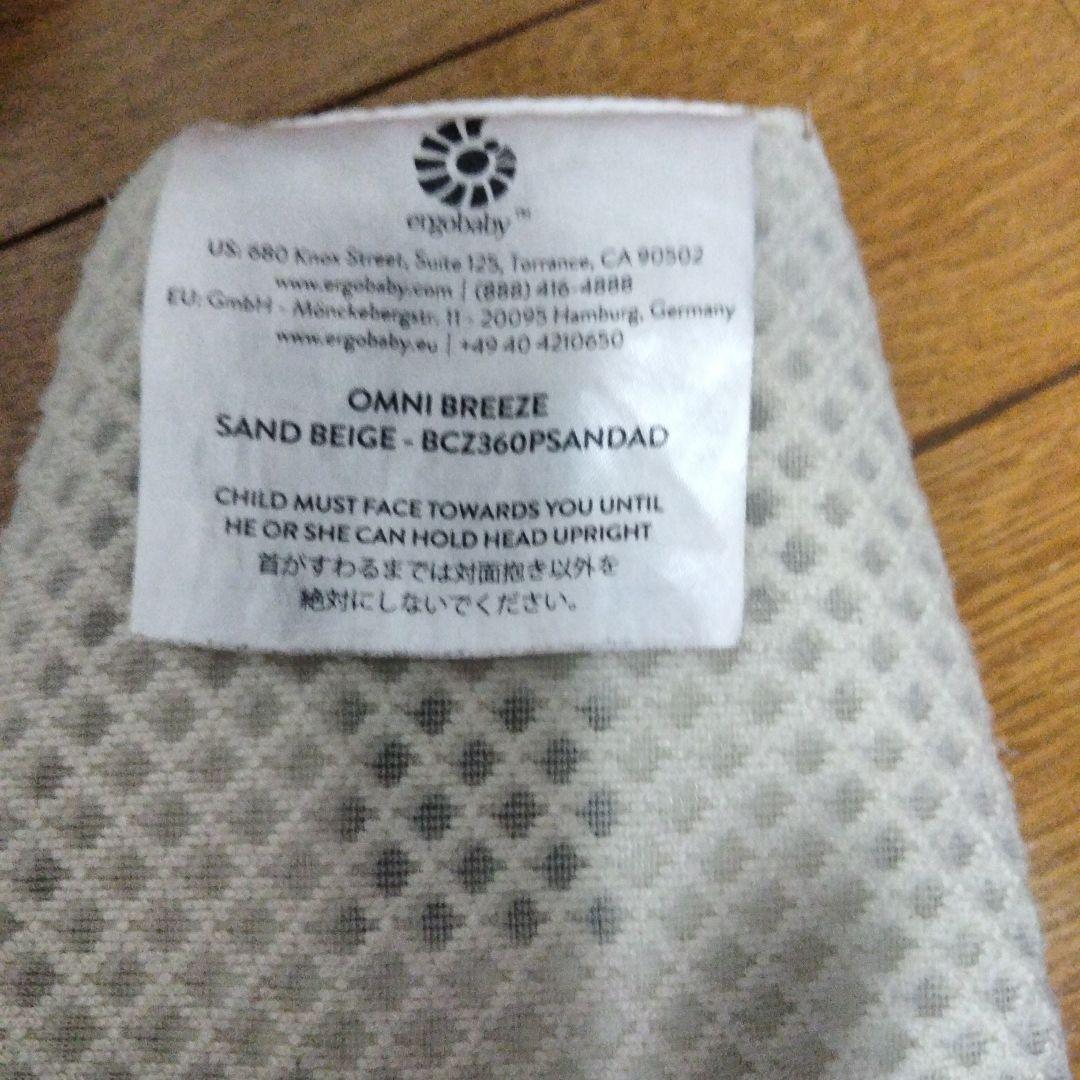 ergobaby™
US: 680 Knox Street, Suite 125, Torrance, CA 90502
www.ergobaby.com | (888) 416-4888
EU: GmbH - Mönckebergstr. 11 - 20095 Hamburg, Germany
www.ergobaby.eu | +49 40 4210650
OMNI BREEZE
SAND BEIGE - BCZ360PSANDAD
CHILD MUST FACE TOWARDS YOU UNTIL
HE OR SHE CAN HOLD HEAD UPRIGHT
首がすわるまでは対面抱き以外を
絶対にしないでください。